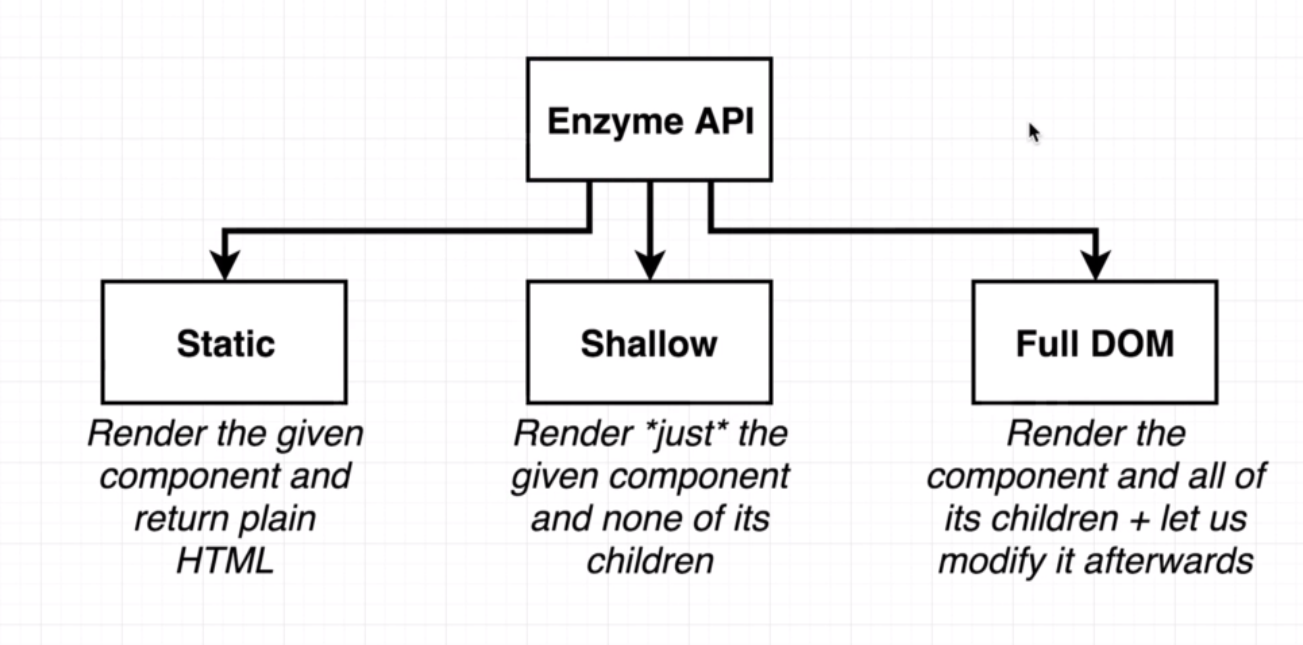 Enzyme API
Static
Shallow
Full DOM
Render the given
component and
return plain
HTML
Render *just* the
given component
and none of its
children
Render the
component and all of
its children + let us
modify it afterwards